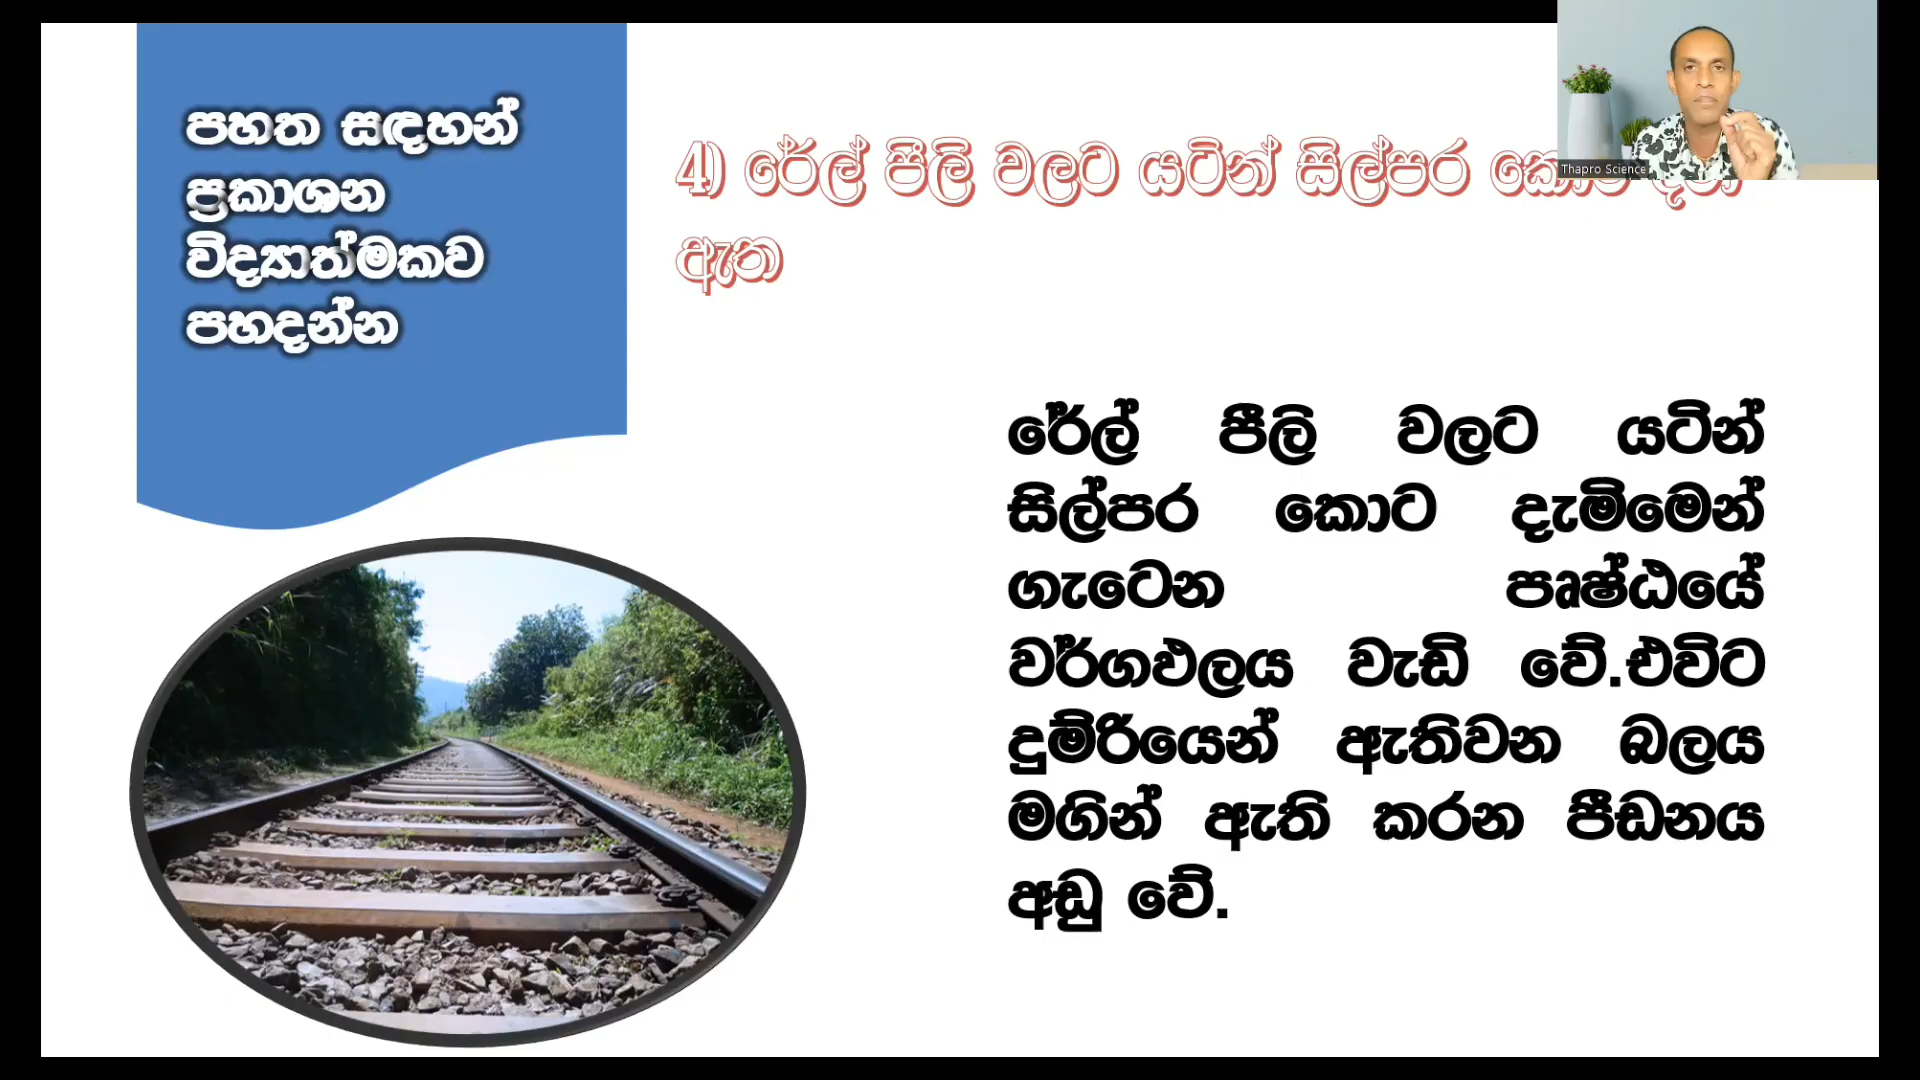 පහත සඳහන්
ප්‍රකාශන
විද්‍යාත්මකව
පහදන්න
4) රේල් පීලි වලට යටින් සිල්පර
ඇත
Thapro Science
රේල් පීලි වලට යටින්
සිල්පර කොට දැමිමෙන්
ගැටෙන පෘෂ්ඨයේ
වර්ගඵලය වැඩි වේ.එවිට
දුම්රියෙන් ඇතිවන බලය
මගින් ඇති කරන පීඩනය
අඩු වේ.